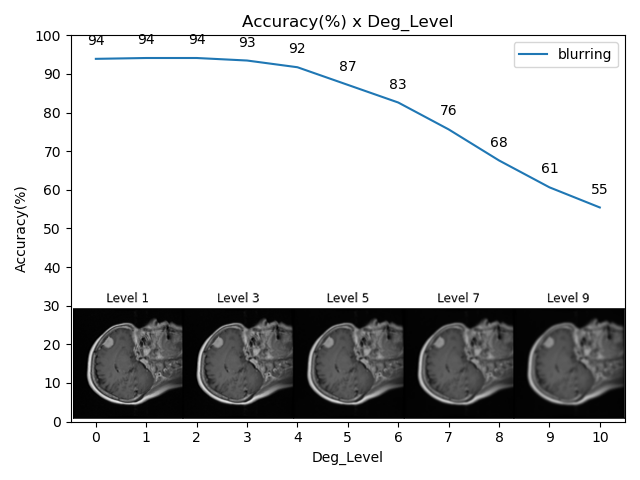 Accuracy(%) x Deg_Level
100
90
80
70
60
50
40
30
20
10
0
Accuracy(%)
94 94 94 93 92 87 83 76 68 61 55
blurring
Level 1 Level 3 Level 5 Level 7 Level 9
0 1 2 3 4 5 6 7 8 9 10
Deg_Level